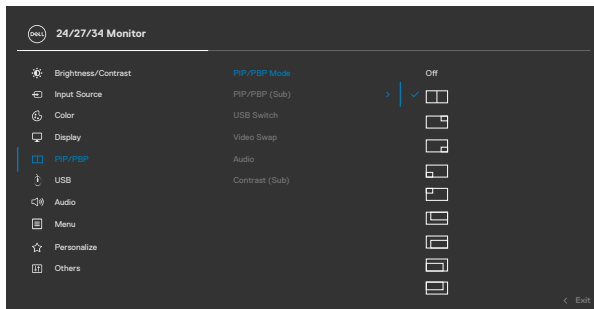 DELL
24/27/34 Monitor
Brightness/Contrast
Input Source
Color
Display
PIP/PBP
USB
Audio
Menu
Personalize
Others
PIP/PBP Mode
PIP/PBP (Sub)
USB Switch
Video Swap
Audio
Contrast (Sub)
Off
Exit